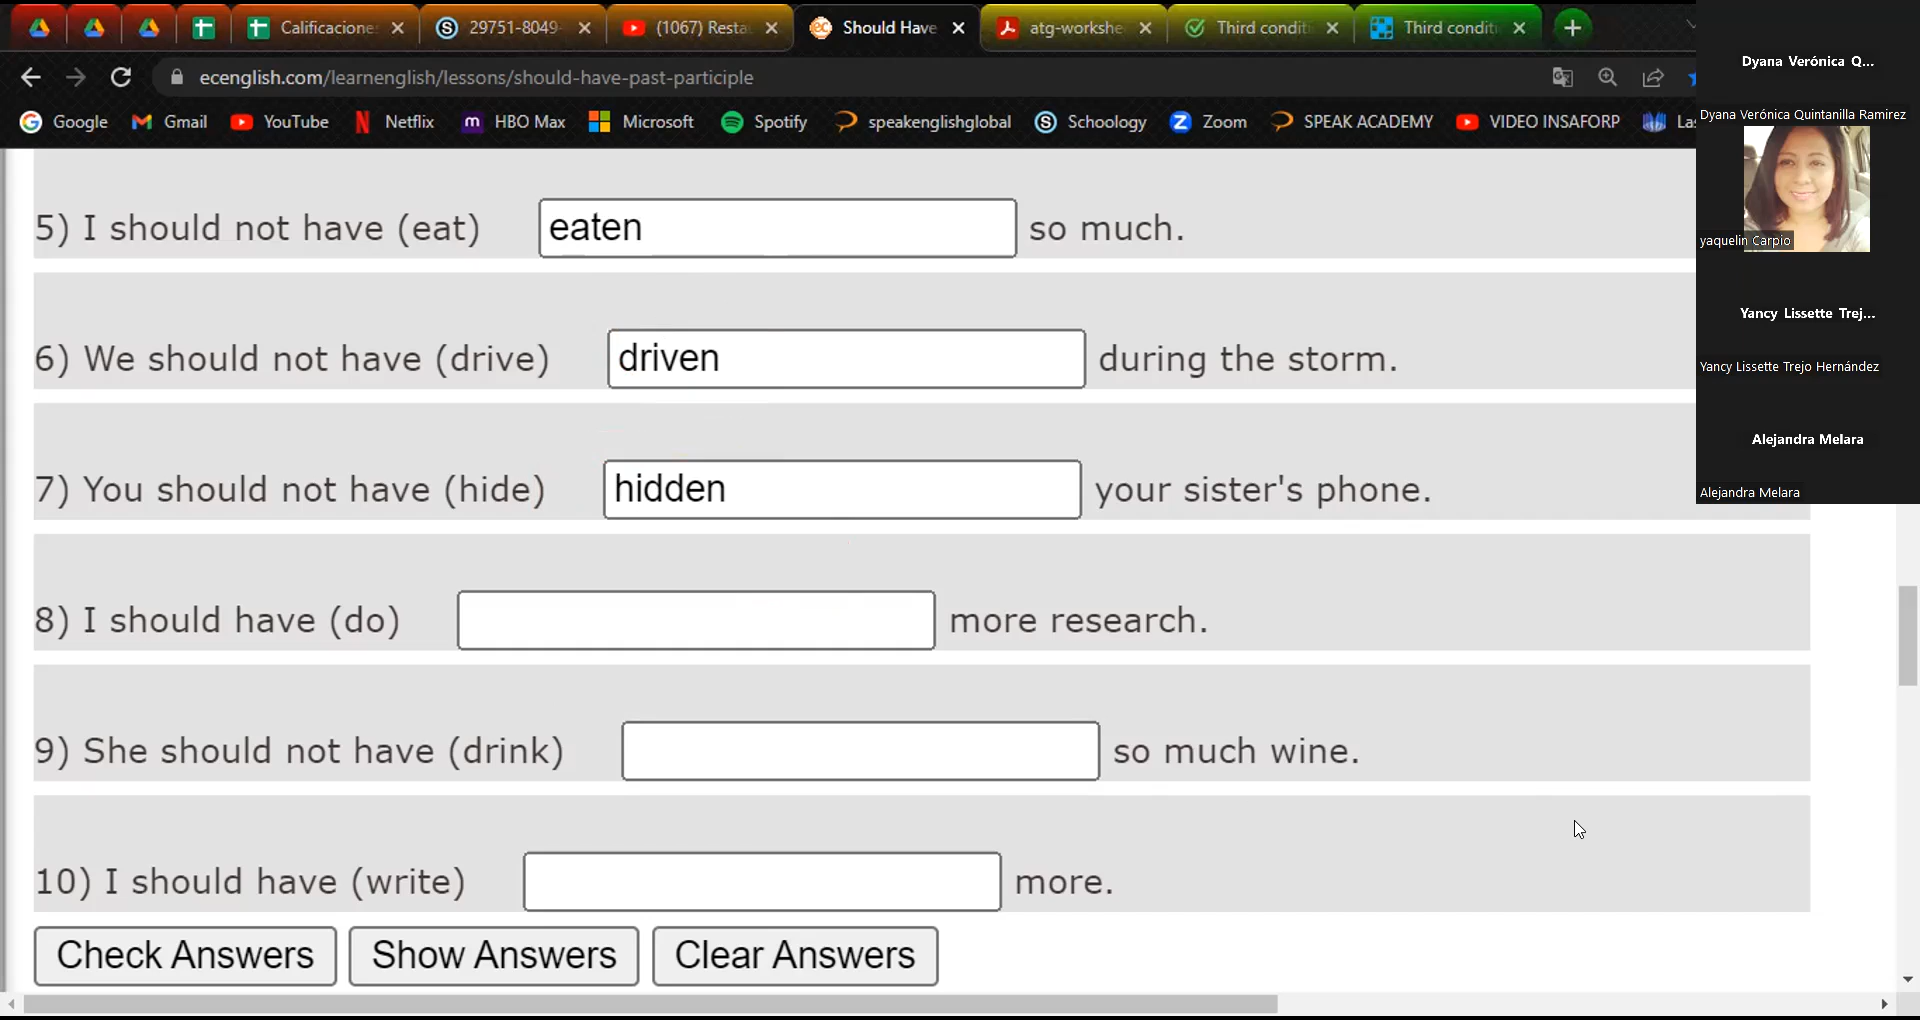 Calificacione
29751-8049-
(1067) Resta
Should Have
atg-workshe
Third conditi
Third conditi
ecenglish.com/learnenglish/lessons/should-have-past-participle
Google
Gmail
YouTube
Netflix
HBO Max
Microsoft
Spotify
speakenglishglobal
Schoology
Zoom
SPEAK ACADEMY
VIDEO INSAFORP
Las
5) I should not have (eat) eaten so much.
6) We should not have (drive) driven during the storm.
7) You should not have (hide) hidden your sister's phone.
8) I should have (do) more research.
9) She should not have (drink) so much wine.
10) I should have (write) more.
Check Answers Show Answers Clear Answers
Dyana Verónica Q...
Dyana Verónica Quintanilla Ramirez
yaquelin Carpio
Yancy Lissette Trej...
Yancy Lissette Trejo Hernández
Alejandra Melara
Alejandra Melara